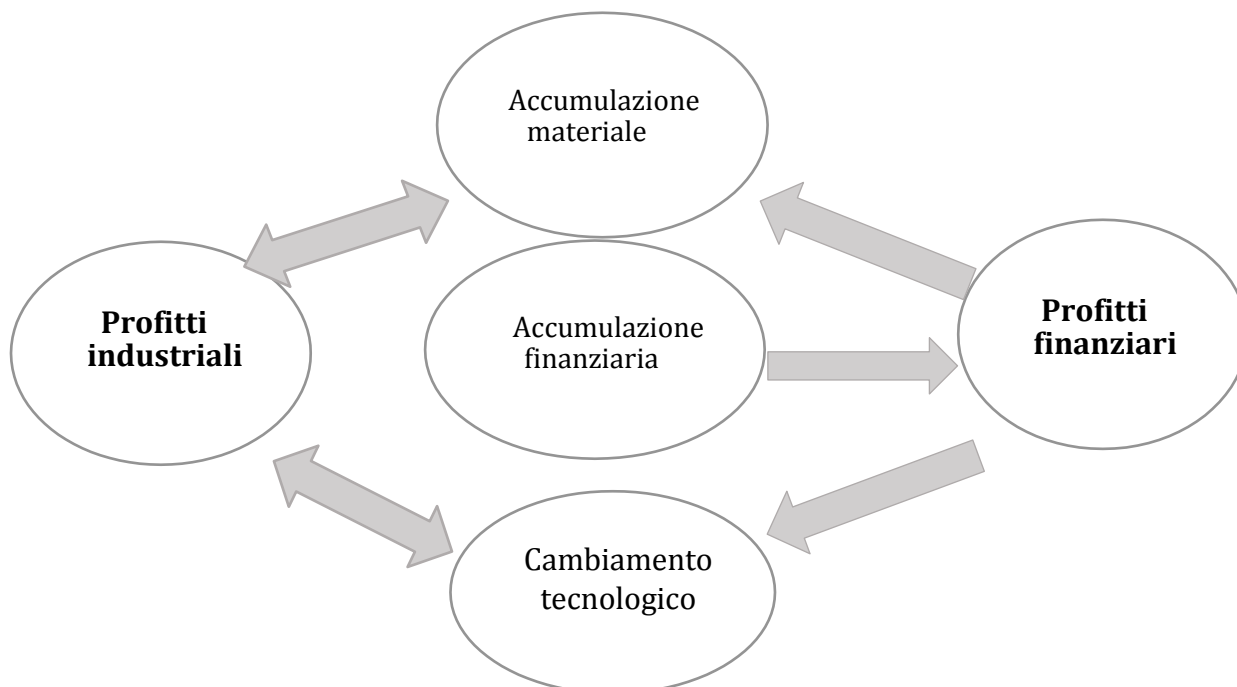 Accumulazione
materiale
Profitti
industriali
Accumulazione
finanziaria
Profitti
finanziari
Cambiamento
tecnologico